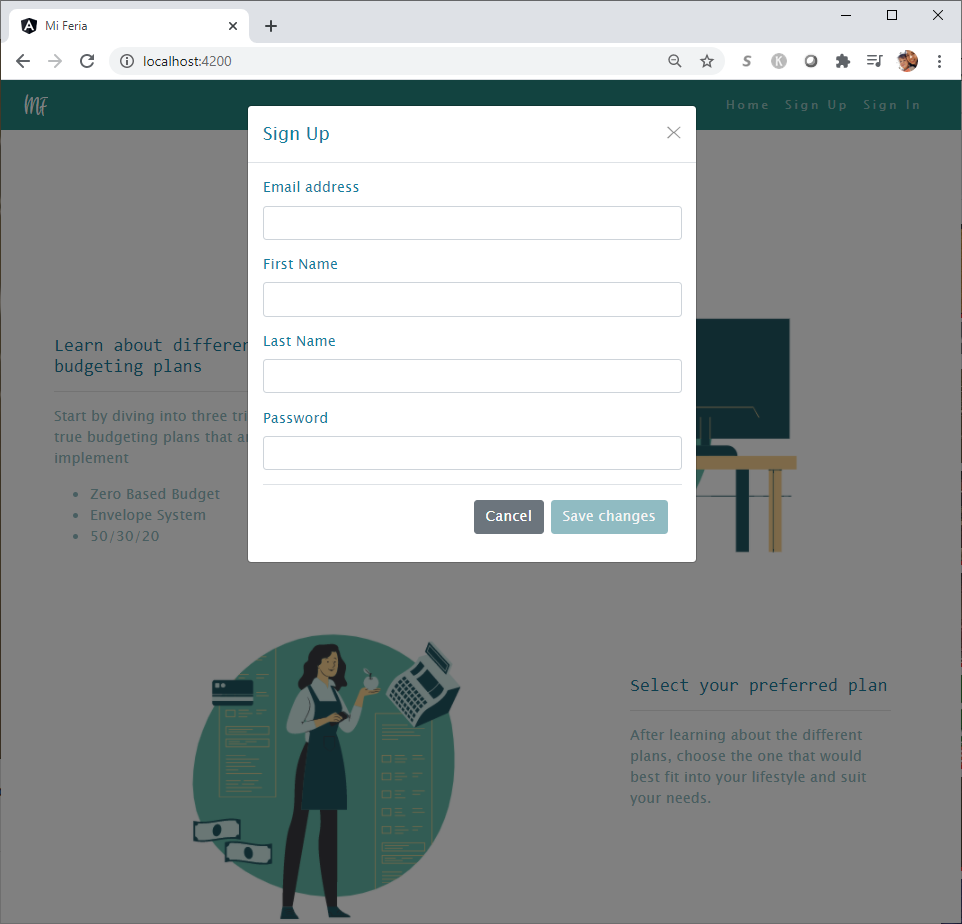 Mi Feria
localhost:4200
S
K
MF
Home Sign Up Sign In
Sign Up
Email address
First Name
Last Name
Password
Cancel Save changes
Learn about differen
budgeting plans
Start by diving into three tri
true budgeting plans that a
implement
Zero Based Budget
Envelope System
50/30/20
Select your preferred plan
After learning about the different
plans, choose the one that would
best fit into your lifestyle and suit
your needs.